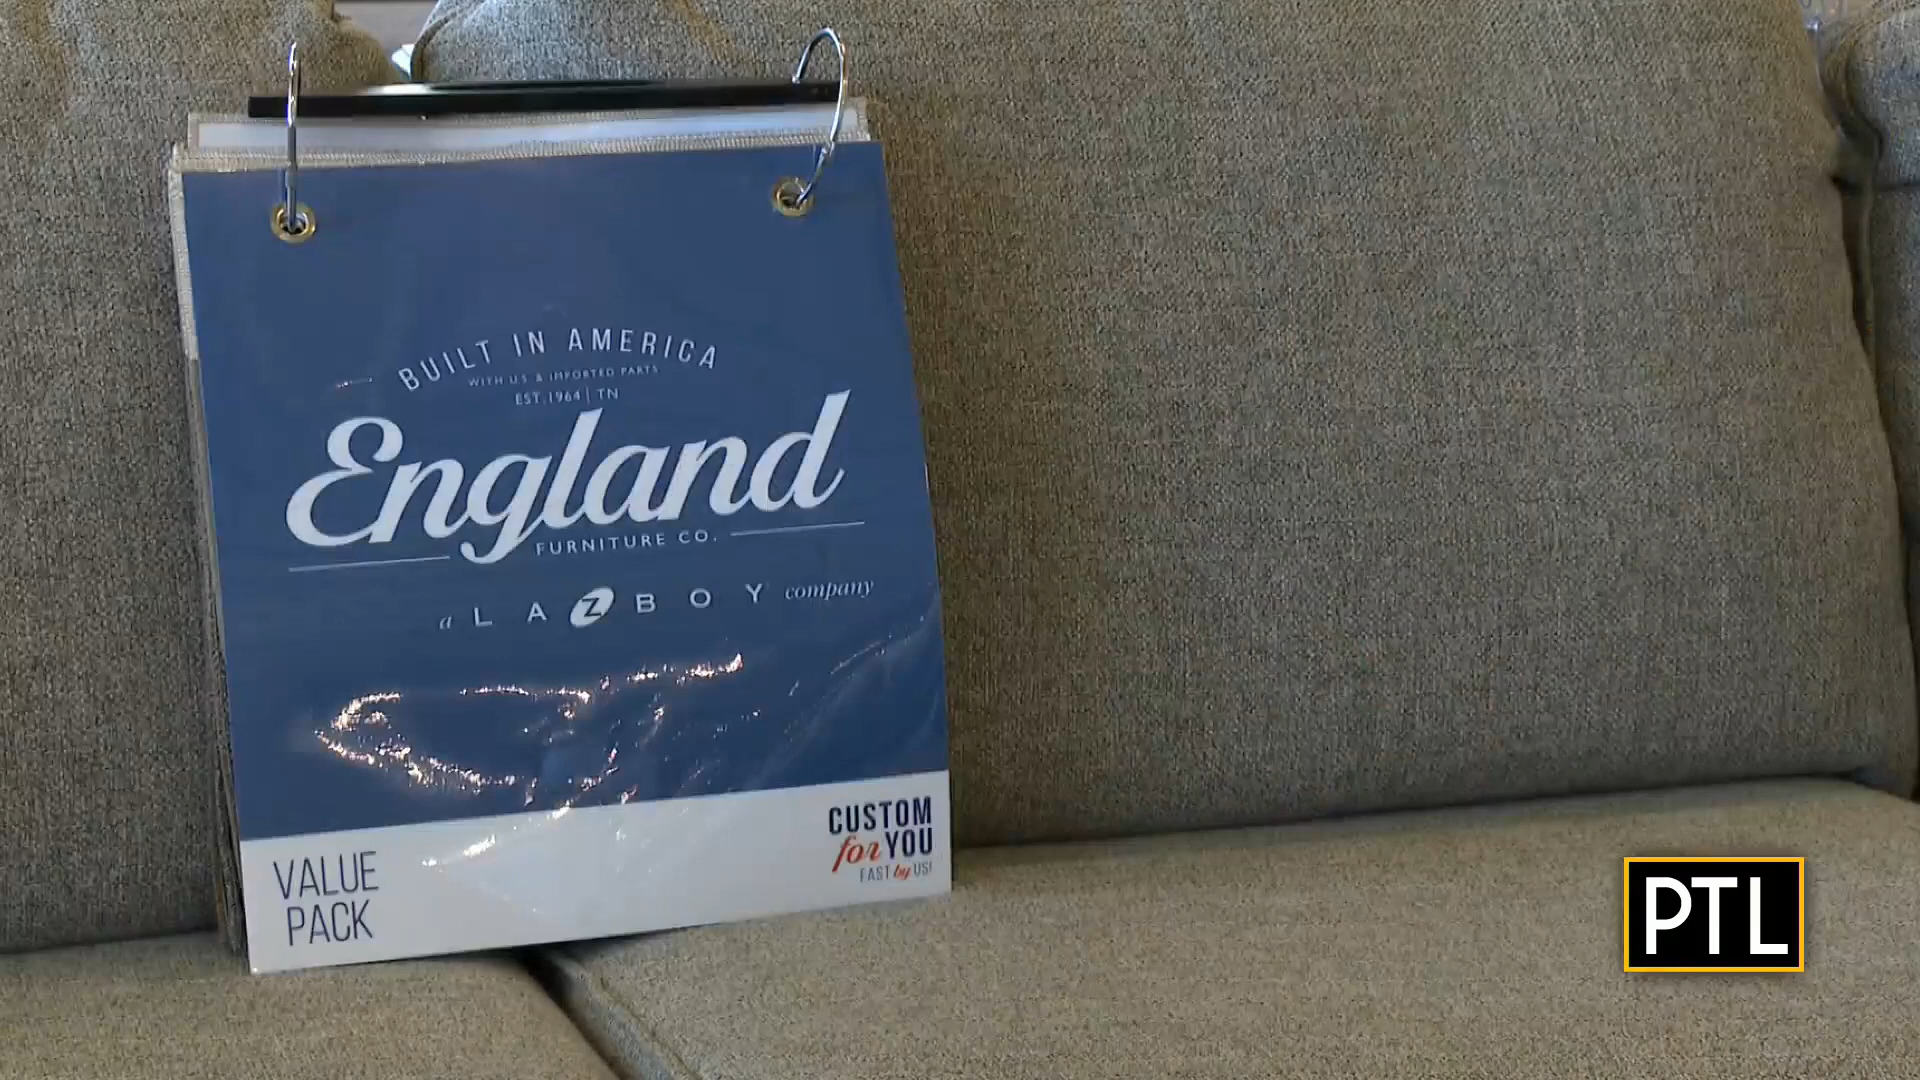 BUILT IN AMERICA
WITH U.S. & IMPORTED PARTS
EST. 1964 | TN
England
FURNITURE CO.
a LAZBOY company
VALUE
PACK
CUSTOM
for YOU
FAST by US!
PTL